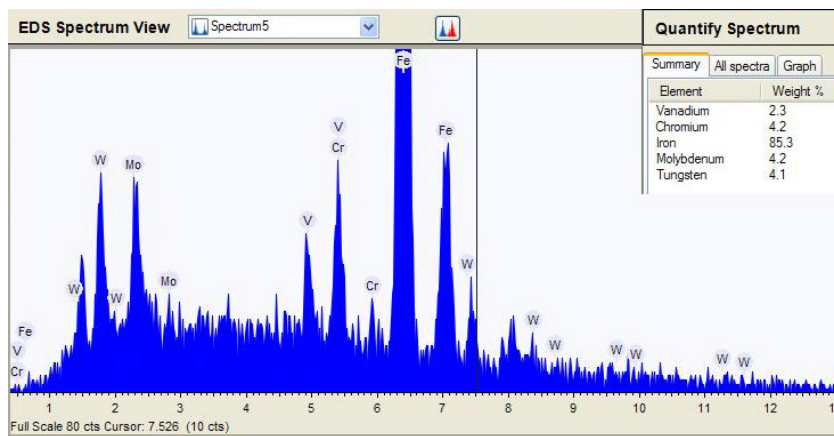 EDS Spectrum View Spectrum5
Quantify Spectrum
Summary All spectra Graph
Element Weight %
Vanadium 2.3
Chromium 4.2
Iron 85.3
Molybdenum 4.2
Tungsten 4.1
Fe
V
Cr
W
W
W
Mo
Mo
V
V
Cr
Cr
Fe
Fe
W
W
W
W
W
W
W
1 2 3 4 5 6 7 8 9 10 11 12 13
Full Scale 80 cts Cursor: 7.526 (10 cts)